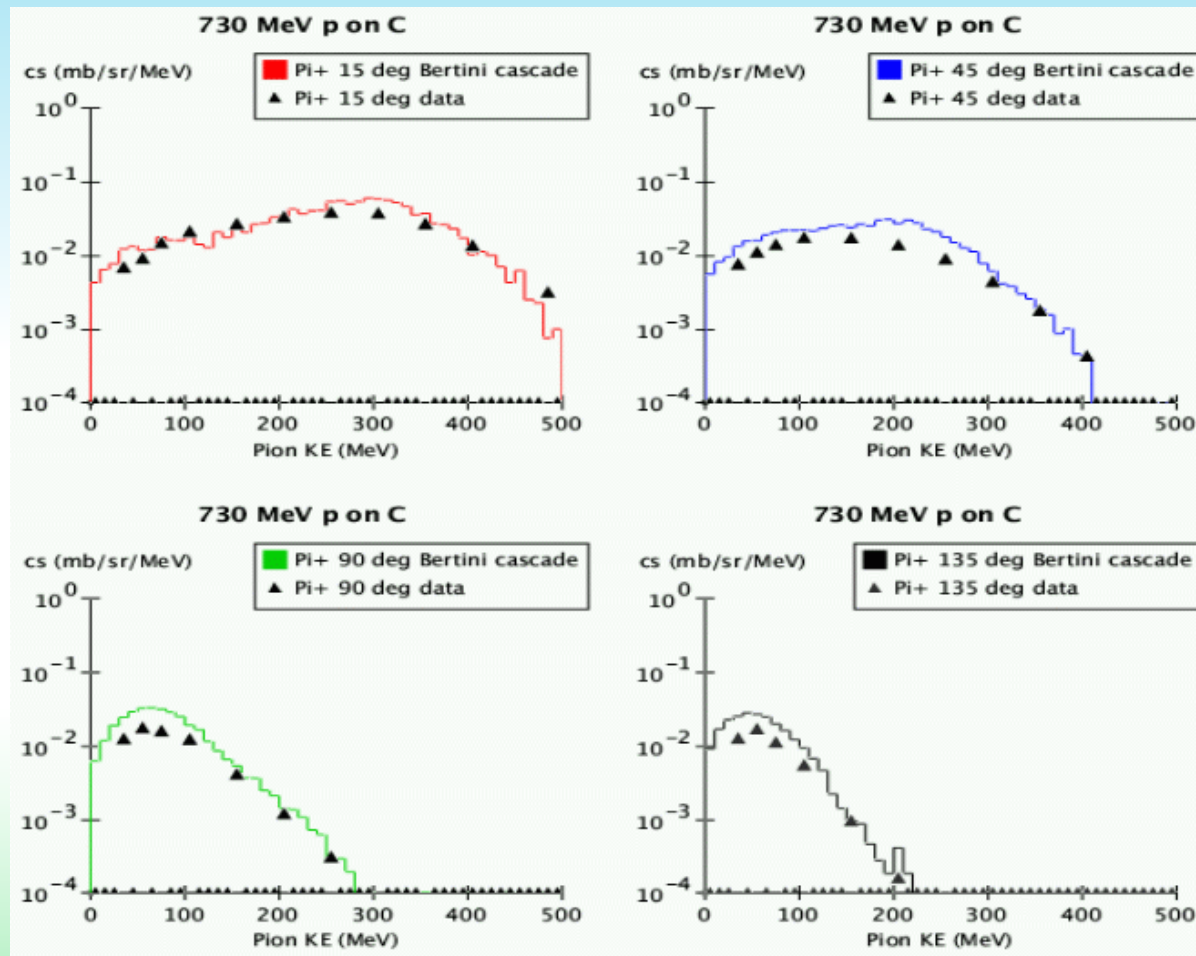 730 MeV p on C
cs (mb/sr/MeV)
Pi+ 15 deg Bertini cascade
Pi+ 15 deg data
10^0
10^-1
10^-2
10^-3
10^-4
0 100 200 300 400 500
Pion KE (MeV)
730 MeV p on C
cs (mb/sr/MeV)
Pi+ 45 deg Bertini cascade
Pi+ 45 deg data
10^0
10^-1
10^-2
10^-3
10^-4
0 100 200 300 400 500
Pion KE (MeV)
730 MeV p on C
cs (mb/sr/MeV)
Pi+ 90 deg Bertini cascade
Pi+ 90 deg data
10^0
10^-1
10^-2
10^-3
10^-4
0 100 200 300 400 500
Pion KE (MeV)
730 MeV p on C
cs (mb/sr/MeV)
Pi+ 135 deg Bertini cascade
Pi+ 135 deg data
10^0
10^-1
10^-2
10^-3
10^-4
0 100 200 300 400 500
Pion KE (MeV)